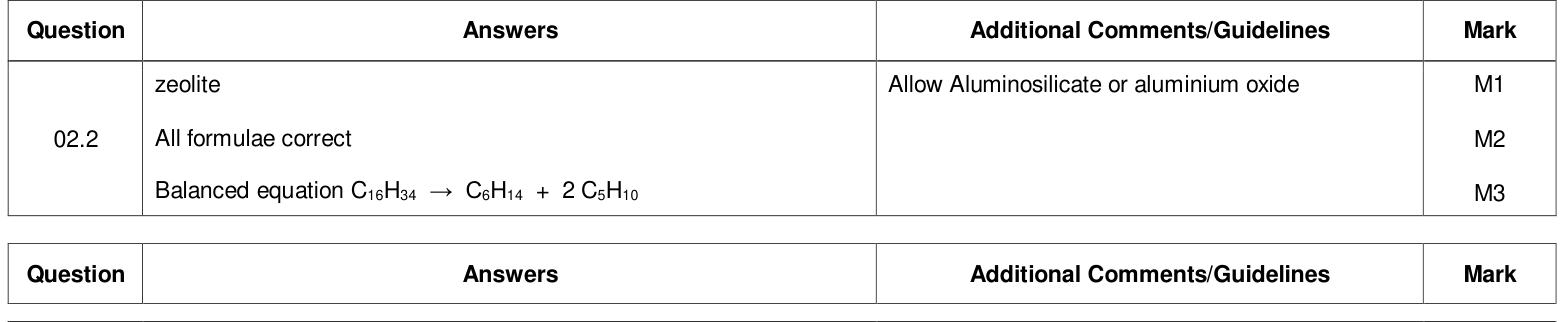 Question Answers Additional Comments/Guidelines Mark
zeolite Allow Aluminosilicate or aluminium oxide M1
02.2 All formulae correct M2
Balanced equation C₁₆H₃₄ → C₆H₁₄ + 2 C₅H₁₀ M3
Question Answers Additional Comments/Guidelines Mark